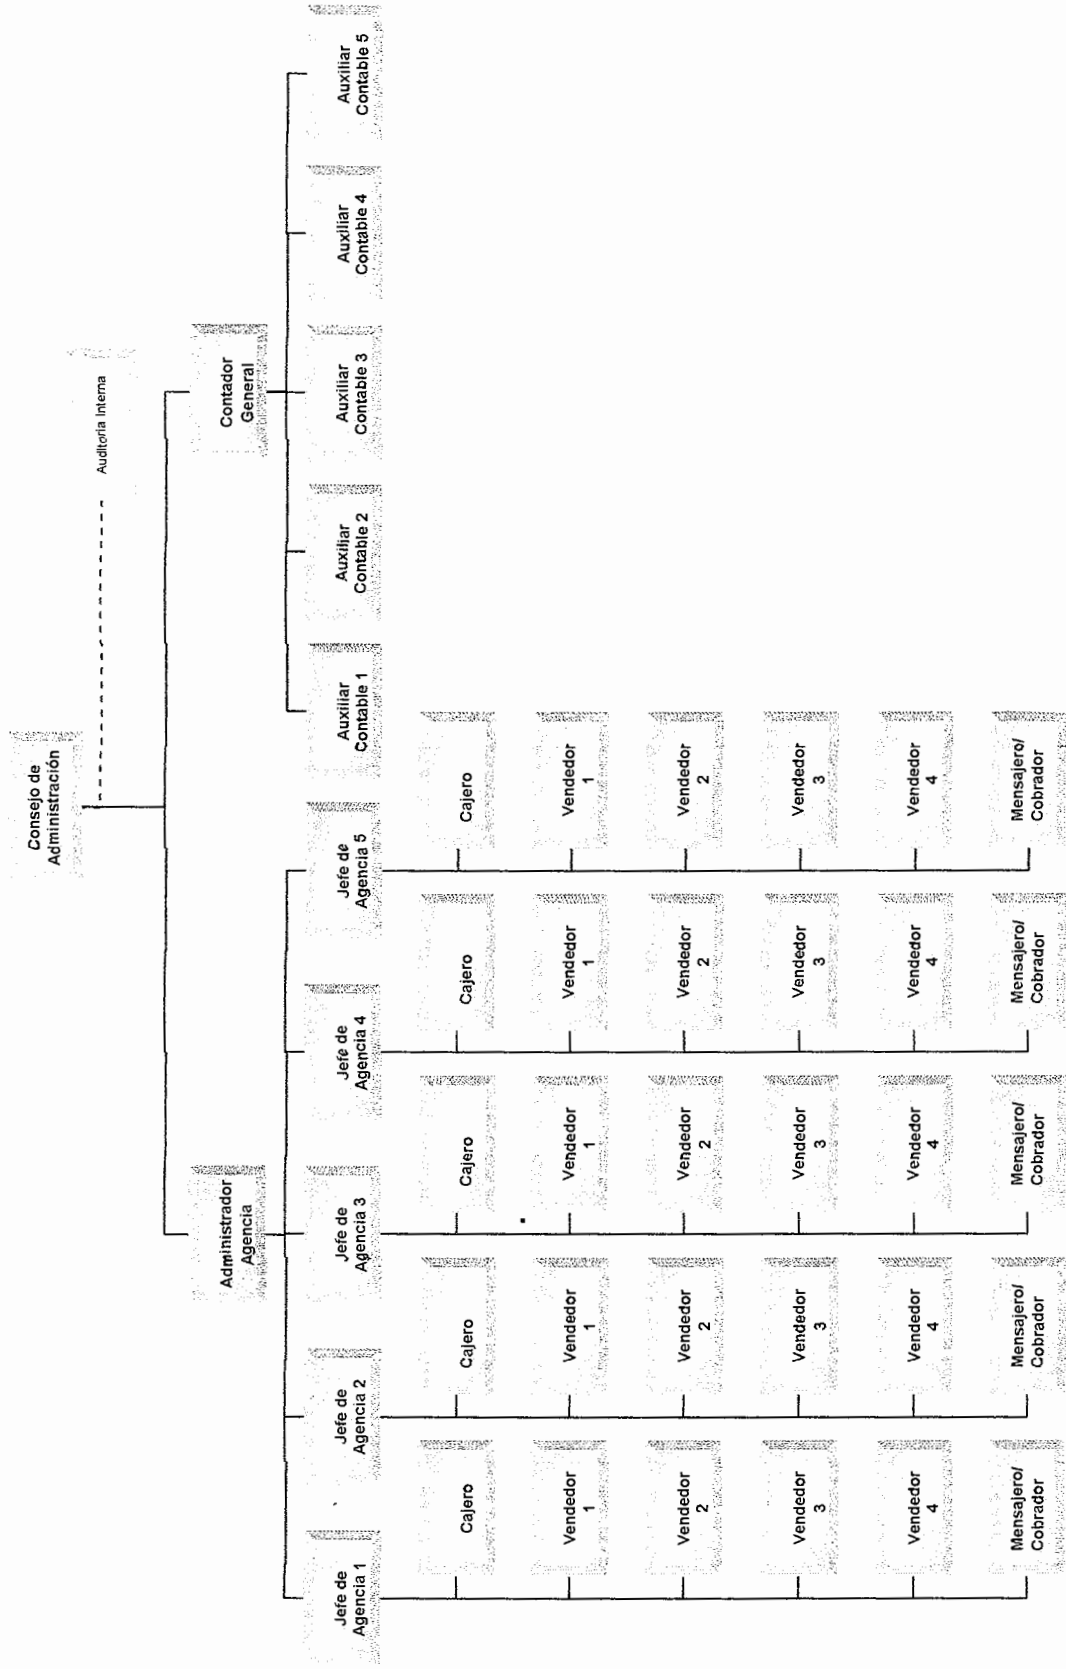 Consejo de
Administración
Auditoría Interna
Administrador
Agencia
Contador
General
Jefe de
Agencia 1
Jefe de
Agencia 2
Jefe de
Agencia 3
Jefe de
Agencia 4
Jefe de
Agencia 5
Auxiliar
Contable 1
Auxiliar
Contable 2
Auxiliar
Contable 3
Auxiliar
Contable 4
Auxiliar
Contable 5
Cajero
Cajero
Cajero
Cajero
Cajero
Vendedor
1
Vendedor
1
Vendedor
1
Vendedor
1
Vendedor
1
Vendedor
2
Vendedor
2
Vendedor
2
Vendedor
2
Vendedor
2
Vendedor
3
Vendedor
3
Vendedor
3
Vendedor
3
Vendedor
3
Vendedor
4
Vendedor
4
Vendedor
4
Vendedor
4
Vendedor
4
Mensajero/
Cobrador
Mensajero/
Cobrador
Mensajero/
Cobrador
Mensajero/
Cobrador
Mensajero/
Cobrador